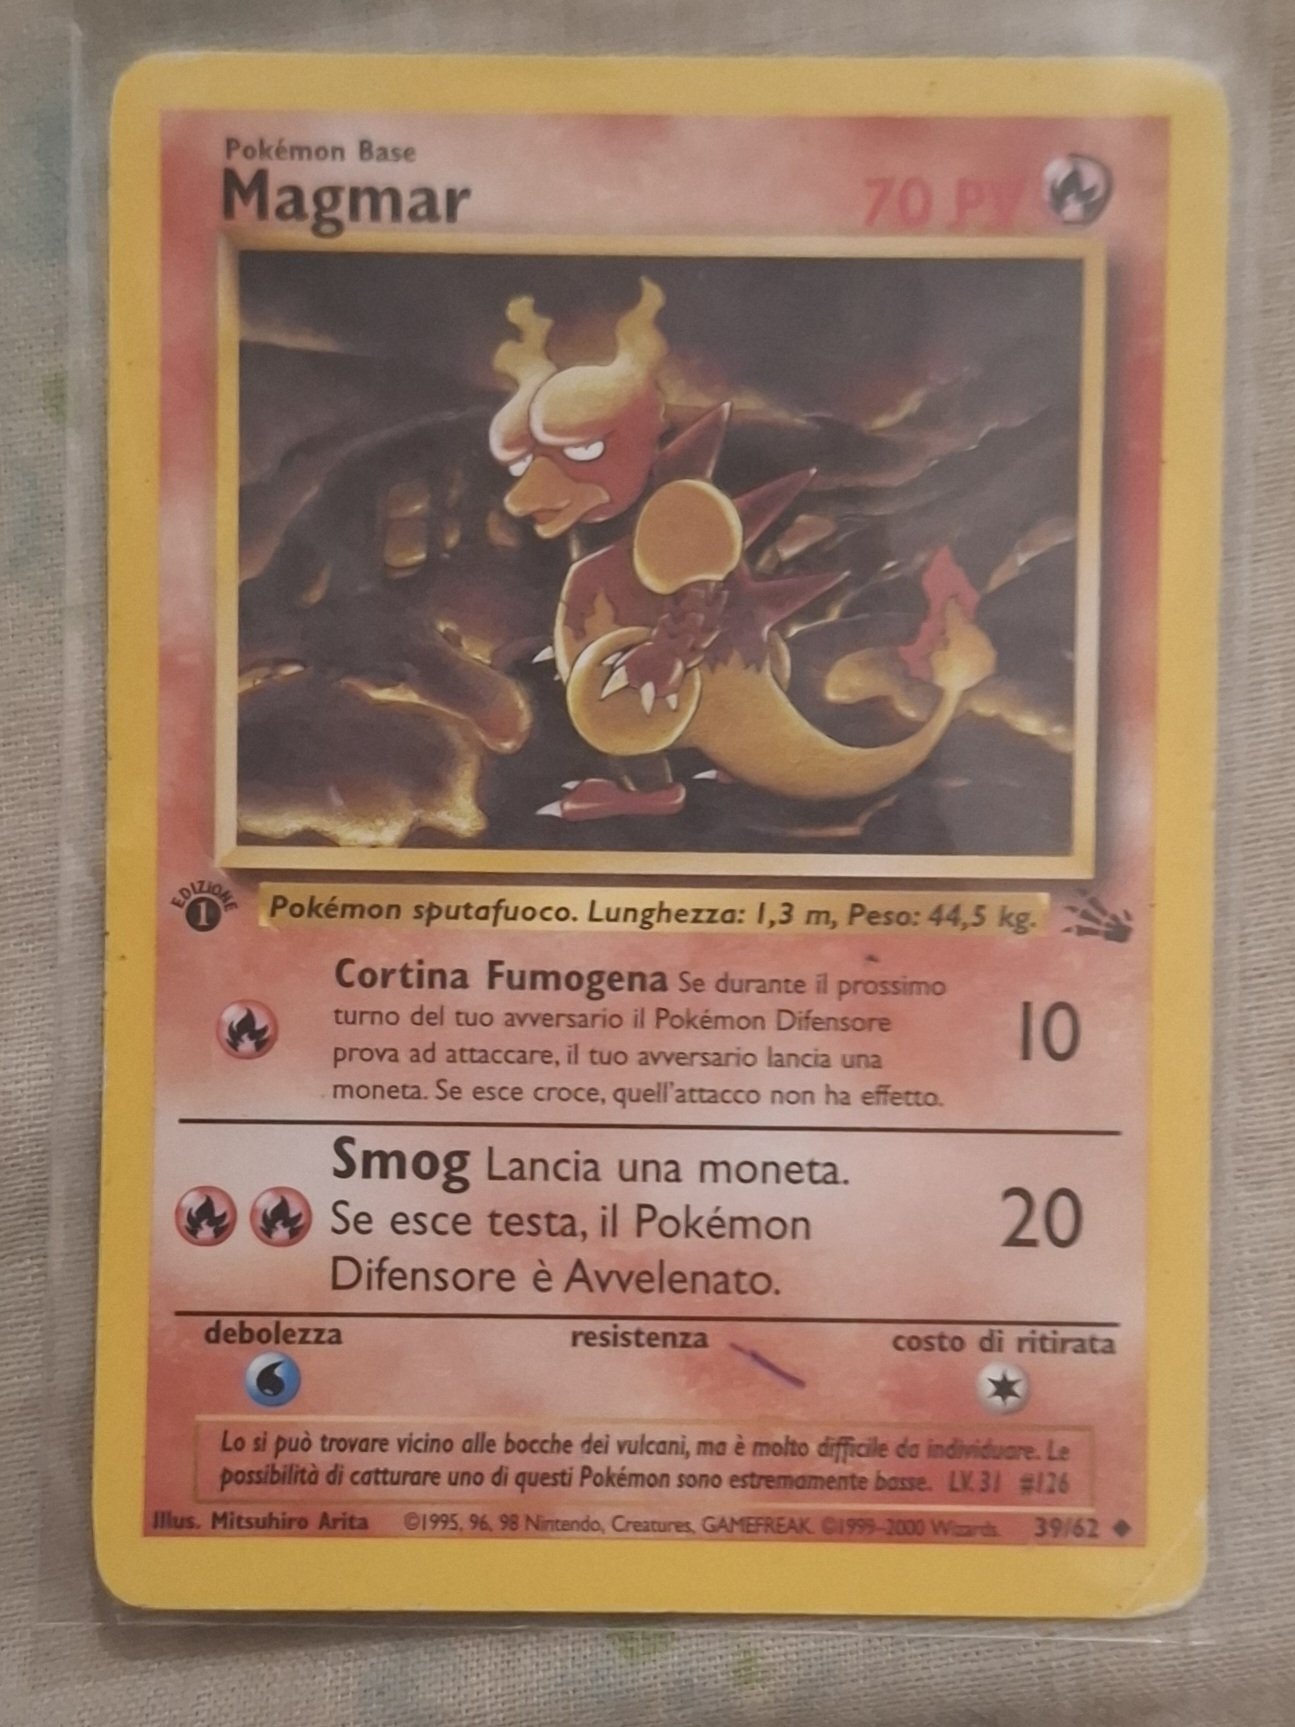 Pokémon Base
Magmar
70 PV
EDIZIONE
1
Pokémon sputafuoco. Lunghezza: 1,3 m, Peso: 44,5 kg.
Cortina Fumogena Se durante il prossimo
turno del tuo avversario il Pokémon Difensore
prova ad attaccare, il tuo avversario lancia una
moneta. Se esce croce, quell'attacco non ha effetto.
10
Smog Lancia una moneta.
Se esce testa, il Pokémon
Difensore è Avvelenato.
20
debolezza resistenza costo di ritirata
Lo si può trovare vicino alle bocche dei vulcani, ma è molto difficile da individuare. Le
possibilità di catturare uno di questi Pokémon sono estremamente basse. LV. 31 #126
Illus. Mitsuhiro Arita ©1995, 96, 98 Nintendo, Creatures, GAMEFREAK. ©1999-2000 Wizards. 39/62